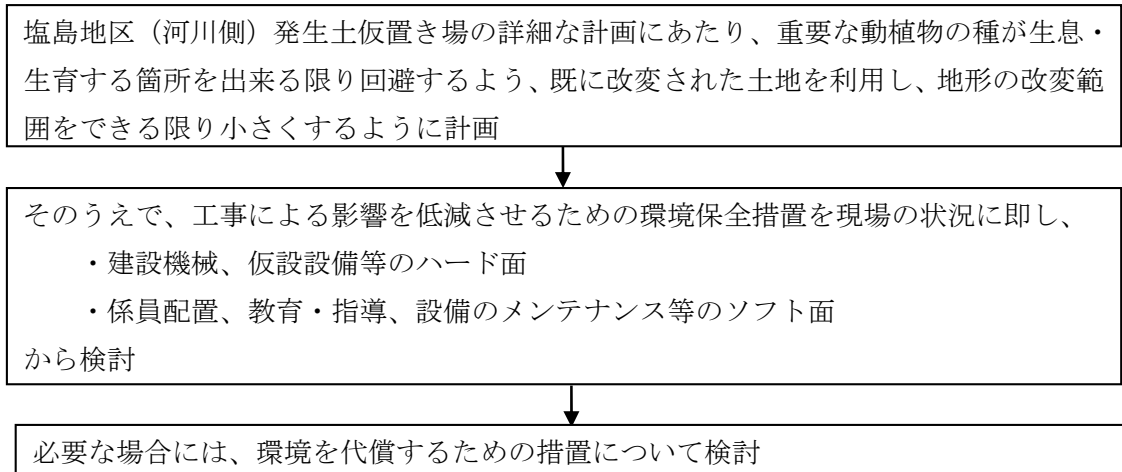 塩島地区（河川側）発生土仮置き場の詳細な計画にあたり、重要な動植物の種が生息・
生育する箇所を出来る限り回避するよう、既に改変された土地を利用し、地形の改変範
囲をできる限り小さくするように計画
そのうえで、工事による影響を低減させるための環境保全措置を現場の状況に即し、
・建設機械、仮設設備等のハード面
・係員配置、教育・指導、設備のメンテナンス等のソフト面
から検討
必要な場合には、環境を代償するための措置について検討